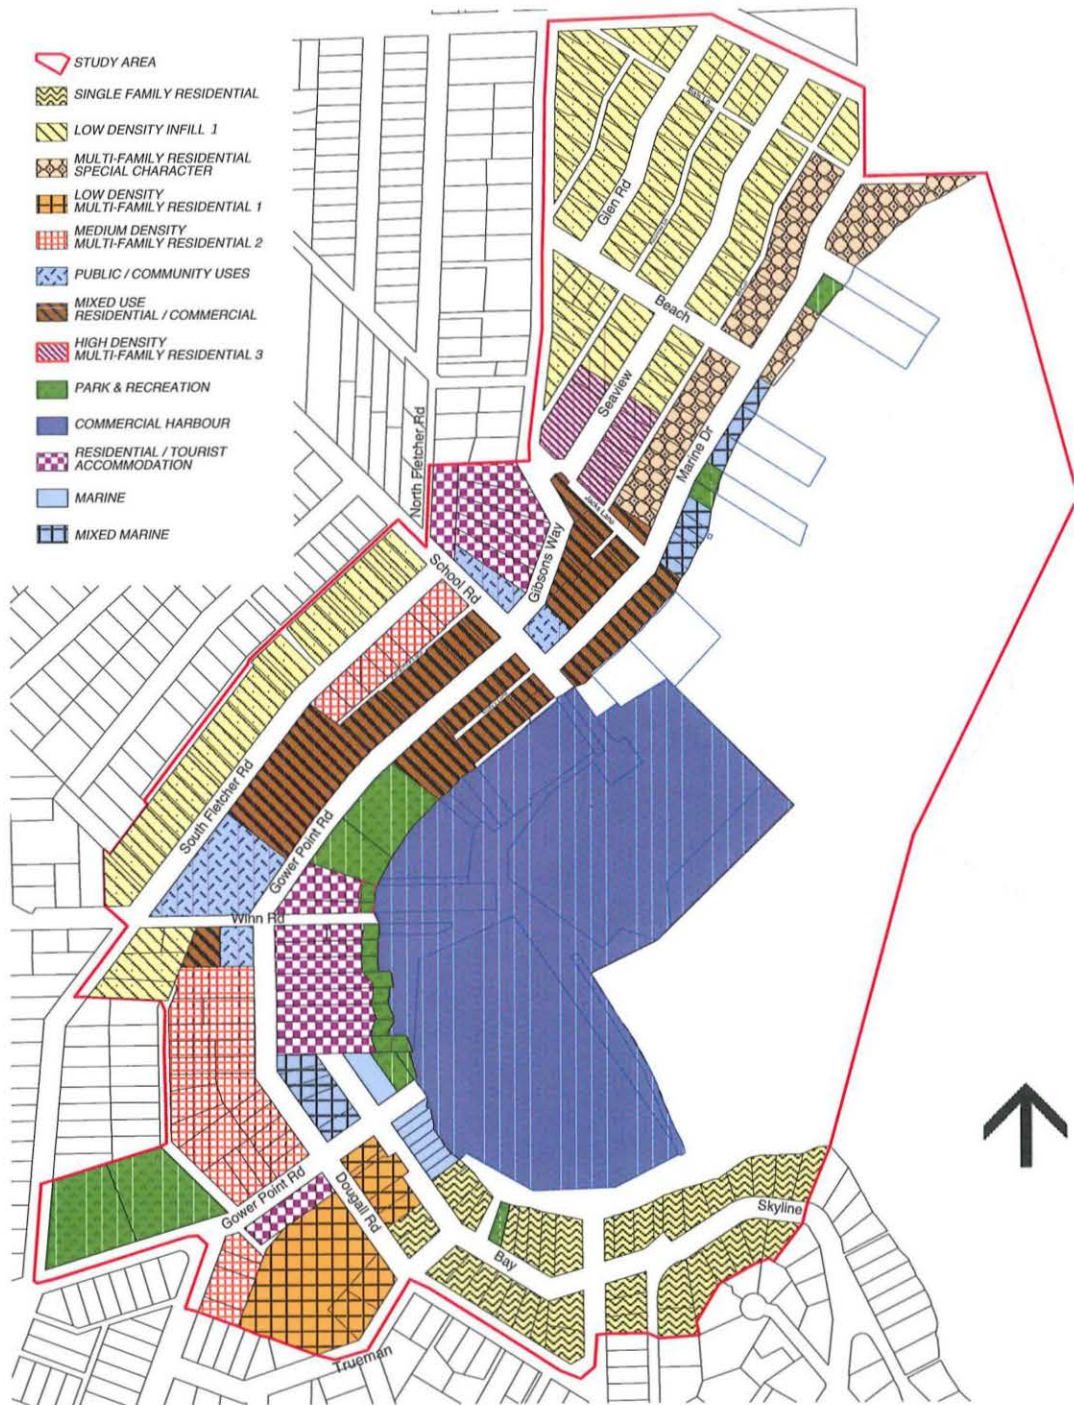 STUDY AREA
SINGLE FAMILY RESIDENTIAL
LOW DENSITY INFILL 1
MULTI-FAMILY RESIDENTIAL
SPECIAL CHARACTER
LOW DENSITY
MULTI-FAMILY RESIDENTIAL 1
MEDIUM DENSITY
MULTI-FAMILY RESIDENTIAL 2
PUBLIC / COMMUNITY USES
MIXED USE
RESIDENTIAL / COMMERCIAL
HIGH DENSITY
MULTI-FAMILY RESIDENTIAL 3
PARK & RECREATION
COMMERCIAL HARBOUR
RESIDENTIAL / TOURIST
ACCOMMODATION
MARINE
MIXED MARINE
Glen Rd
Beach
Seaview
Marine Dr
North Fletcher Rd
Jacks Lane
Gibsons Way
School Rd
South Fletcher Rd
Gower Point Rd
Winn Rd
Gower Point Rd
Dougall Rd
Skyline
Bay
Trueman